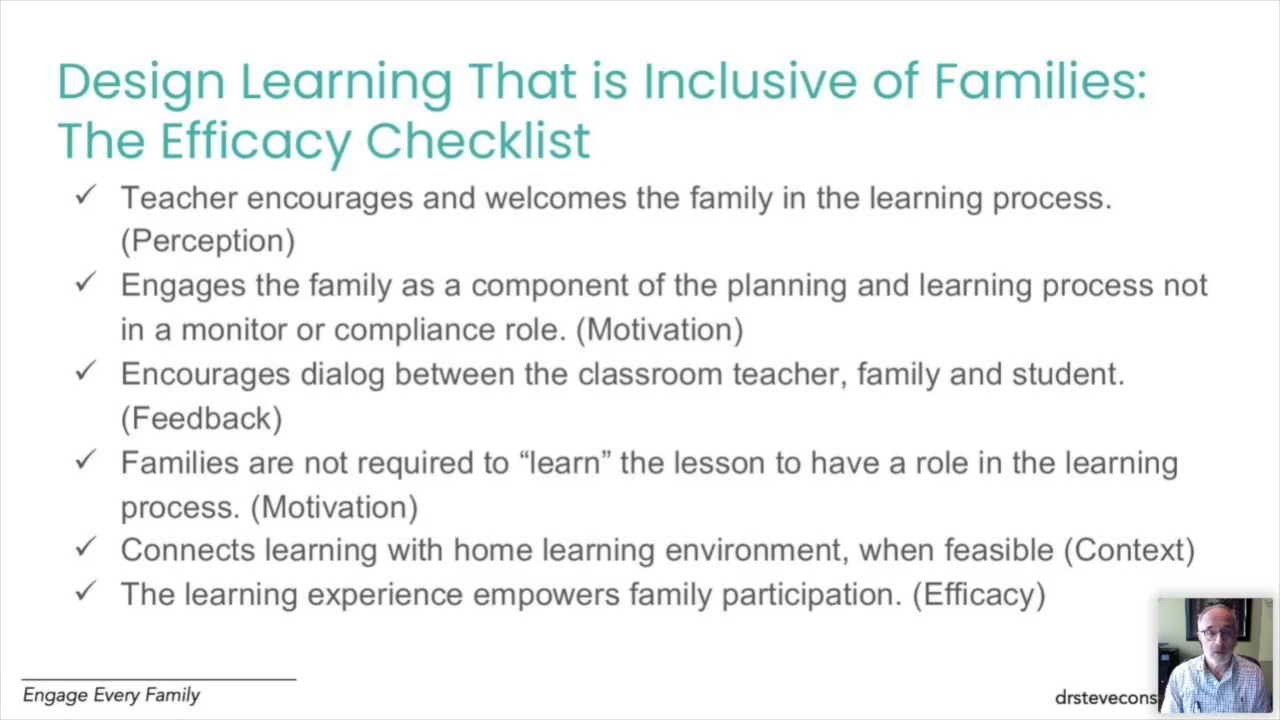 Design Learning That is Inclusive of Families:
The Efficacy Checklist
✓ Teacher encourages and welcomes the family in the learning process.
(Perception)
✓ Engages the family as a component of the planning and learning process not
in a monitor or compliance role. (Motivation)
✓ Encourages dialog between the classroom teacher, family and student.
(Feedback)
✓ Families are not required to “learn” the lesson to have a role in the learning
process. (Motivation)
✓ Connects learning with home learning environment, when feasible (Context)
✓ The learning experience empowers family participation. (Efficacy)
Engage Every Family
drstevecons